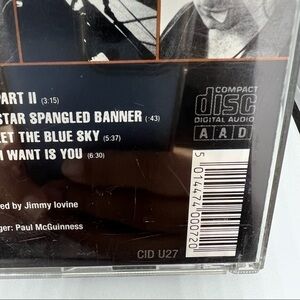 PART II (3:15)
STAR SPANGLED BANNER (:43)
ET THE BLUE SKY (5:37)
I WANT IS YOU (6:30)
COMPACT
disc
DIGITAL AUDIO
A A D
ed by Jimmy Iovine
ger: Paul McGuinness
5 014474 000720
CID U27